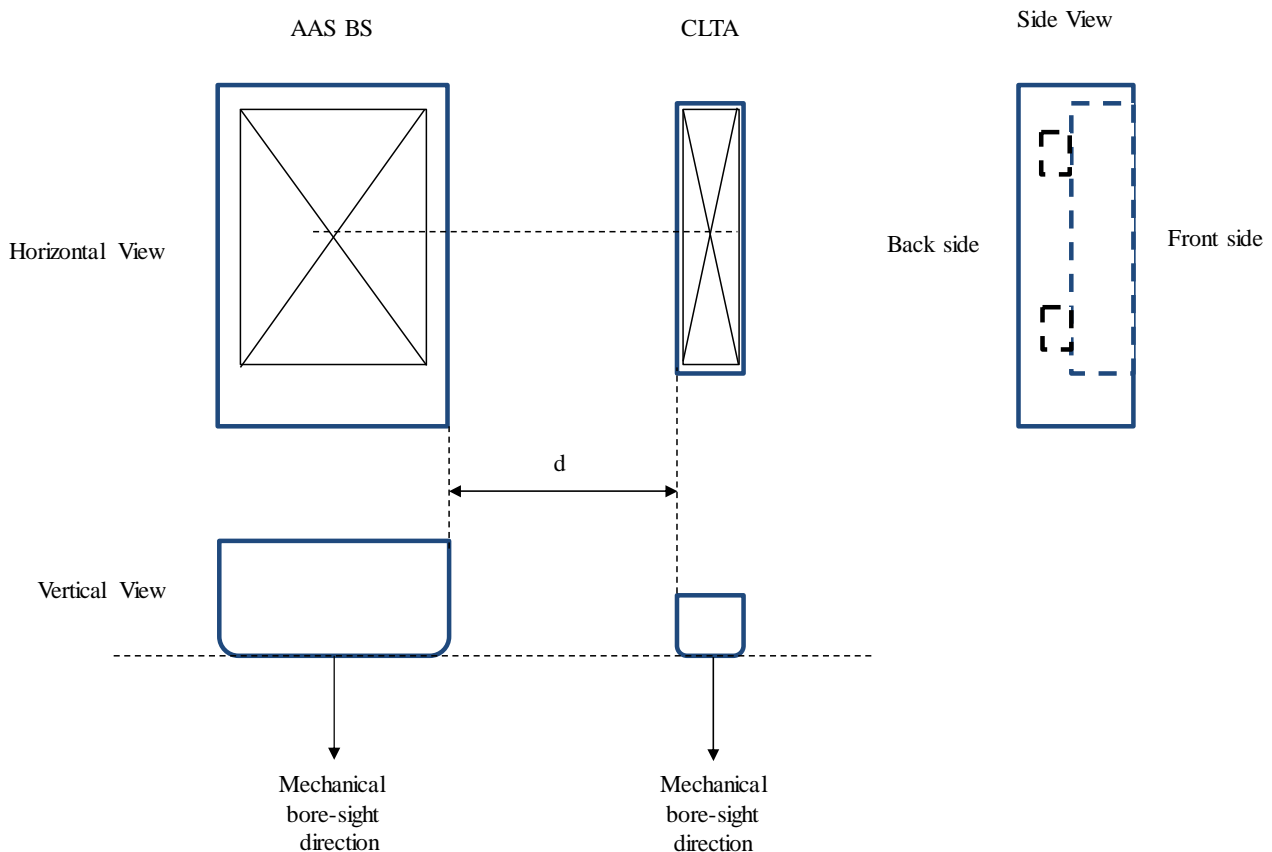 AAS BS
CLTA
Side View
Horizontal View
Back side
Front side
d
Vertical View
Mechanical
bore-sight
direction
Mechanical
bore-sight
direction